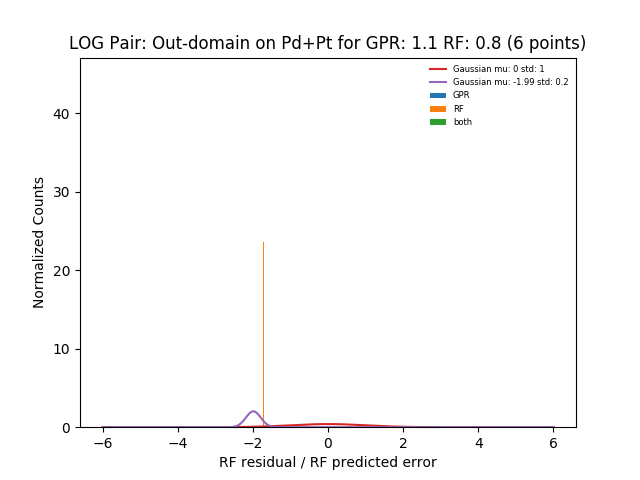 LOG Pair: Out-domain on Pd+Pt for GPR: 1.1 RF: 0.8 (6 points)
Gaussian mu: 0 std: 1
Gaussian mu: -1.99 std: 0.2
GPR
RF
both
Normalized Counts
40
30
20
10
0
−6 −4 −2 0 2 4 6
RF residual / RF predicted error